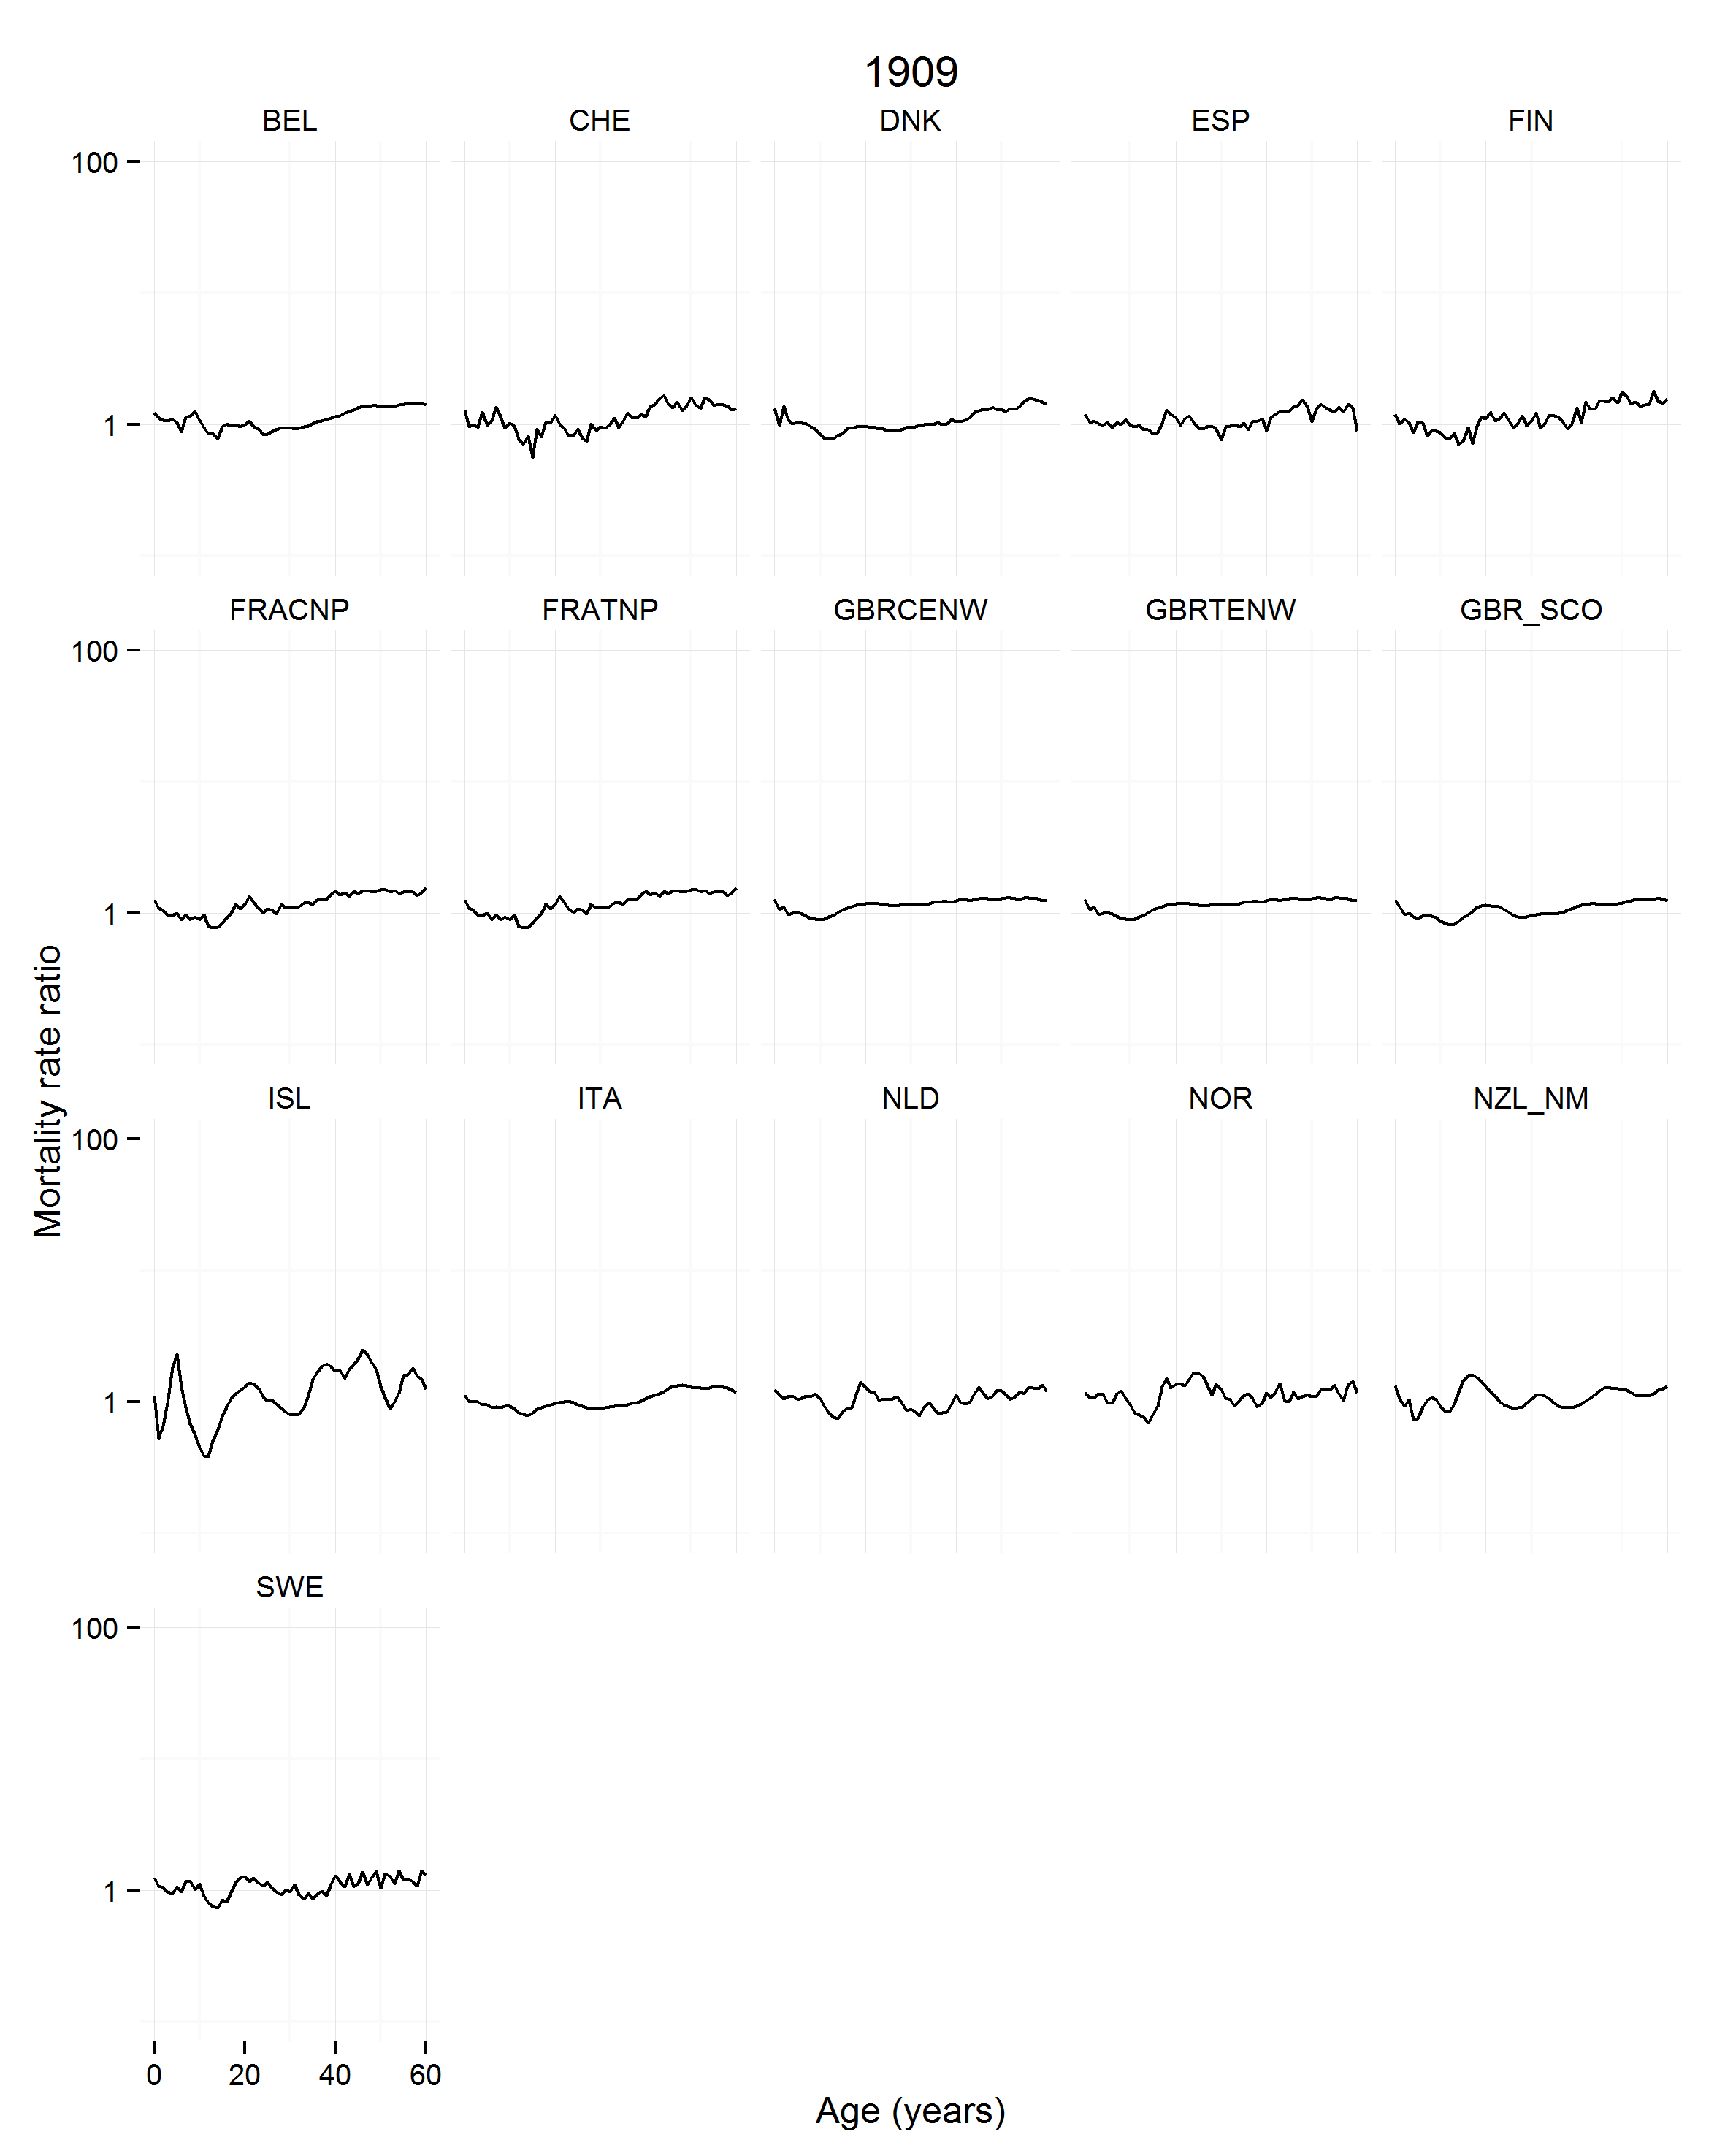 1909
BEL CHE DNK ESP FIN
100
1
FRACNP FRATNP GBRCENW GBRTENW GBR_SCO
100
1
ISL ITA NLD NOR NZL_NM
100
1
SWE
100
1
0 20 40 60
Age (years)
Mortality rate ratio